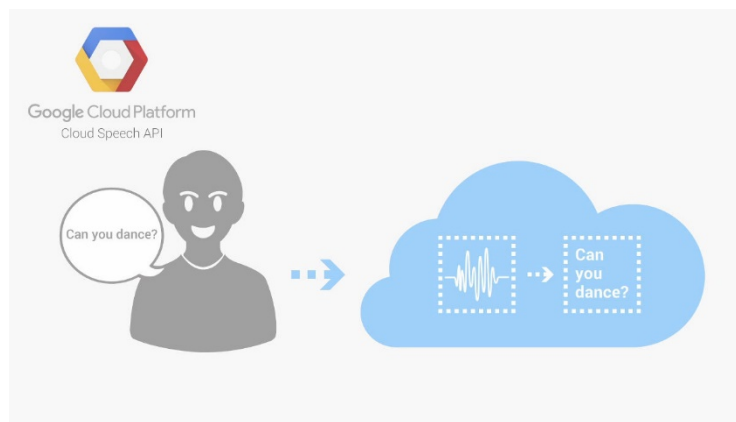 Google Cloud Platform
Cloud Speech API
Can you dance?
Can
you
dance?